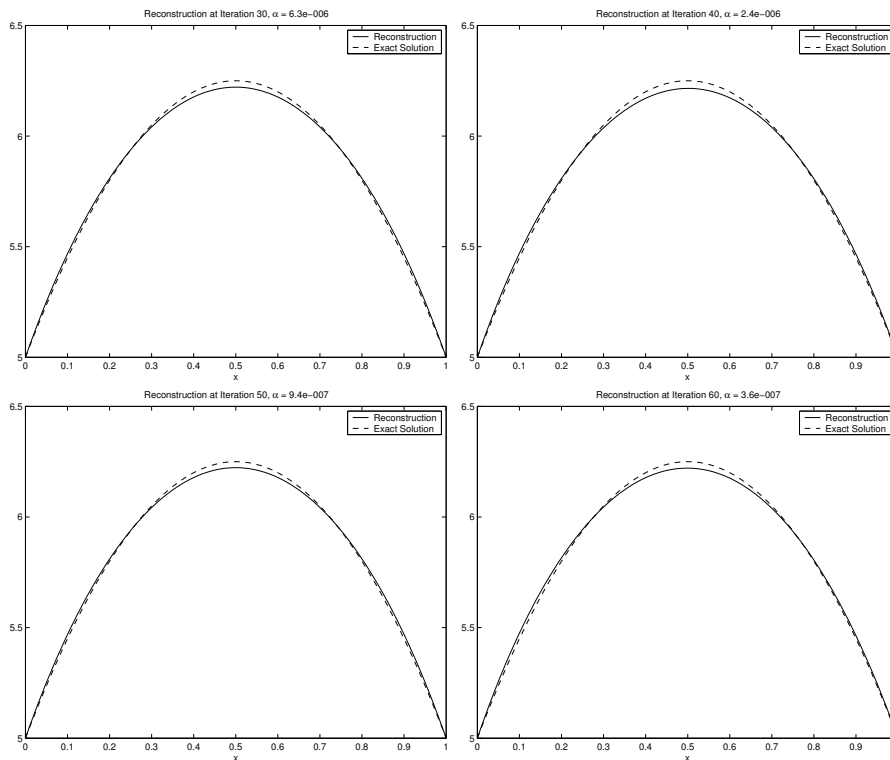 Reconstruction at Iteration 30, α = 6.3e−006
Reconstruction
Exact Solution
6.5
6
5.5
5
0 0.1 0.2 0.3 0.4 0.5 0.6 0.7 0.8 0.9 1
x
Reconstruction at Iteration 40, α = 2.4e−006
Reconstruction
Exact Solution
6.5
6
5.5
5
0 0.1 0.2 0.3 0.4 0.5 0.6 0.7 0.8 0.9
x
Reconstruction at Iteration 50, α = 9.4e−007
Reconstruction
Exact Solution
6.5
6
5.5
5
0 0.1 0.2 0.3 0.4 0.5 0.6 0.7 0.8 0.9 1
x
Reconstruction at Iteration 60, α = 3.6e−007
Reconstruction
Exact Solution
6.5
6
5.5
5
0 0.1 0.2 0.3 0.4 0.5 0.6 0.7 0.8 0.9
x